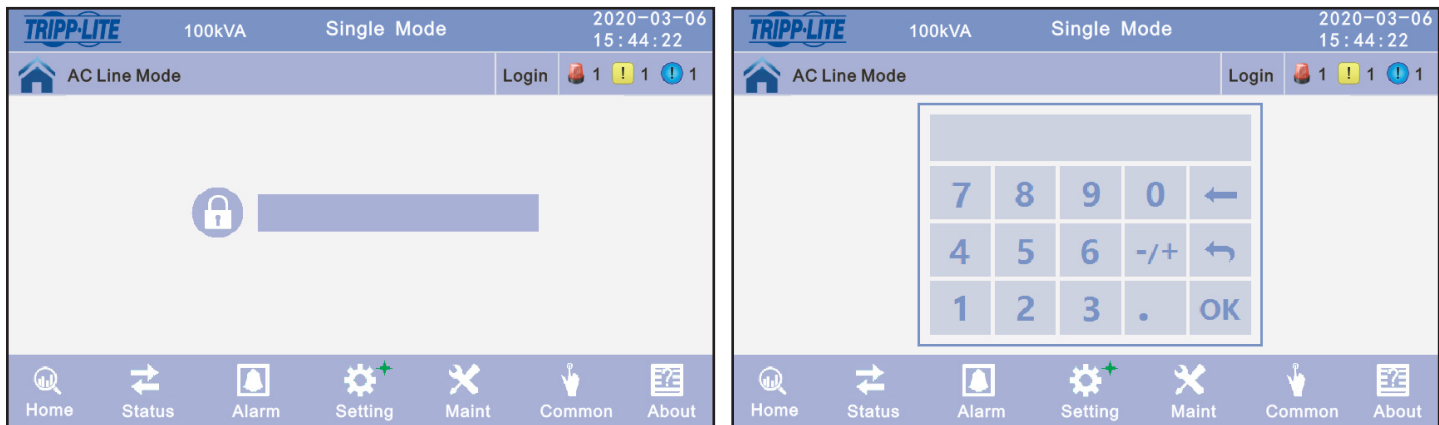 TRIPP·LITE 100kVA Single Mode 2020-03-06
15:44:22
AC Line Mode Login 1 ! 1 ! 1
Home Status Alarm Setting Maint Common About
TRIPP·LITE 100kVA Single Mode 2020-03-06
15:44:22
AC Line Mode Login 1 ! 1 ! 1
7 8 9 0
4 5 6 -/+
1 2 3 . OK
Home Status Alarm Setting Maint Common About